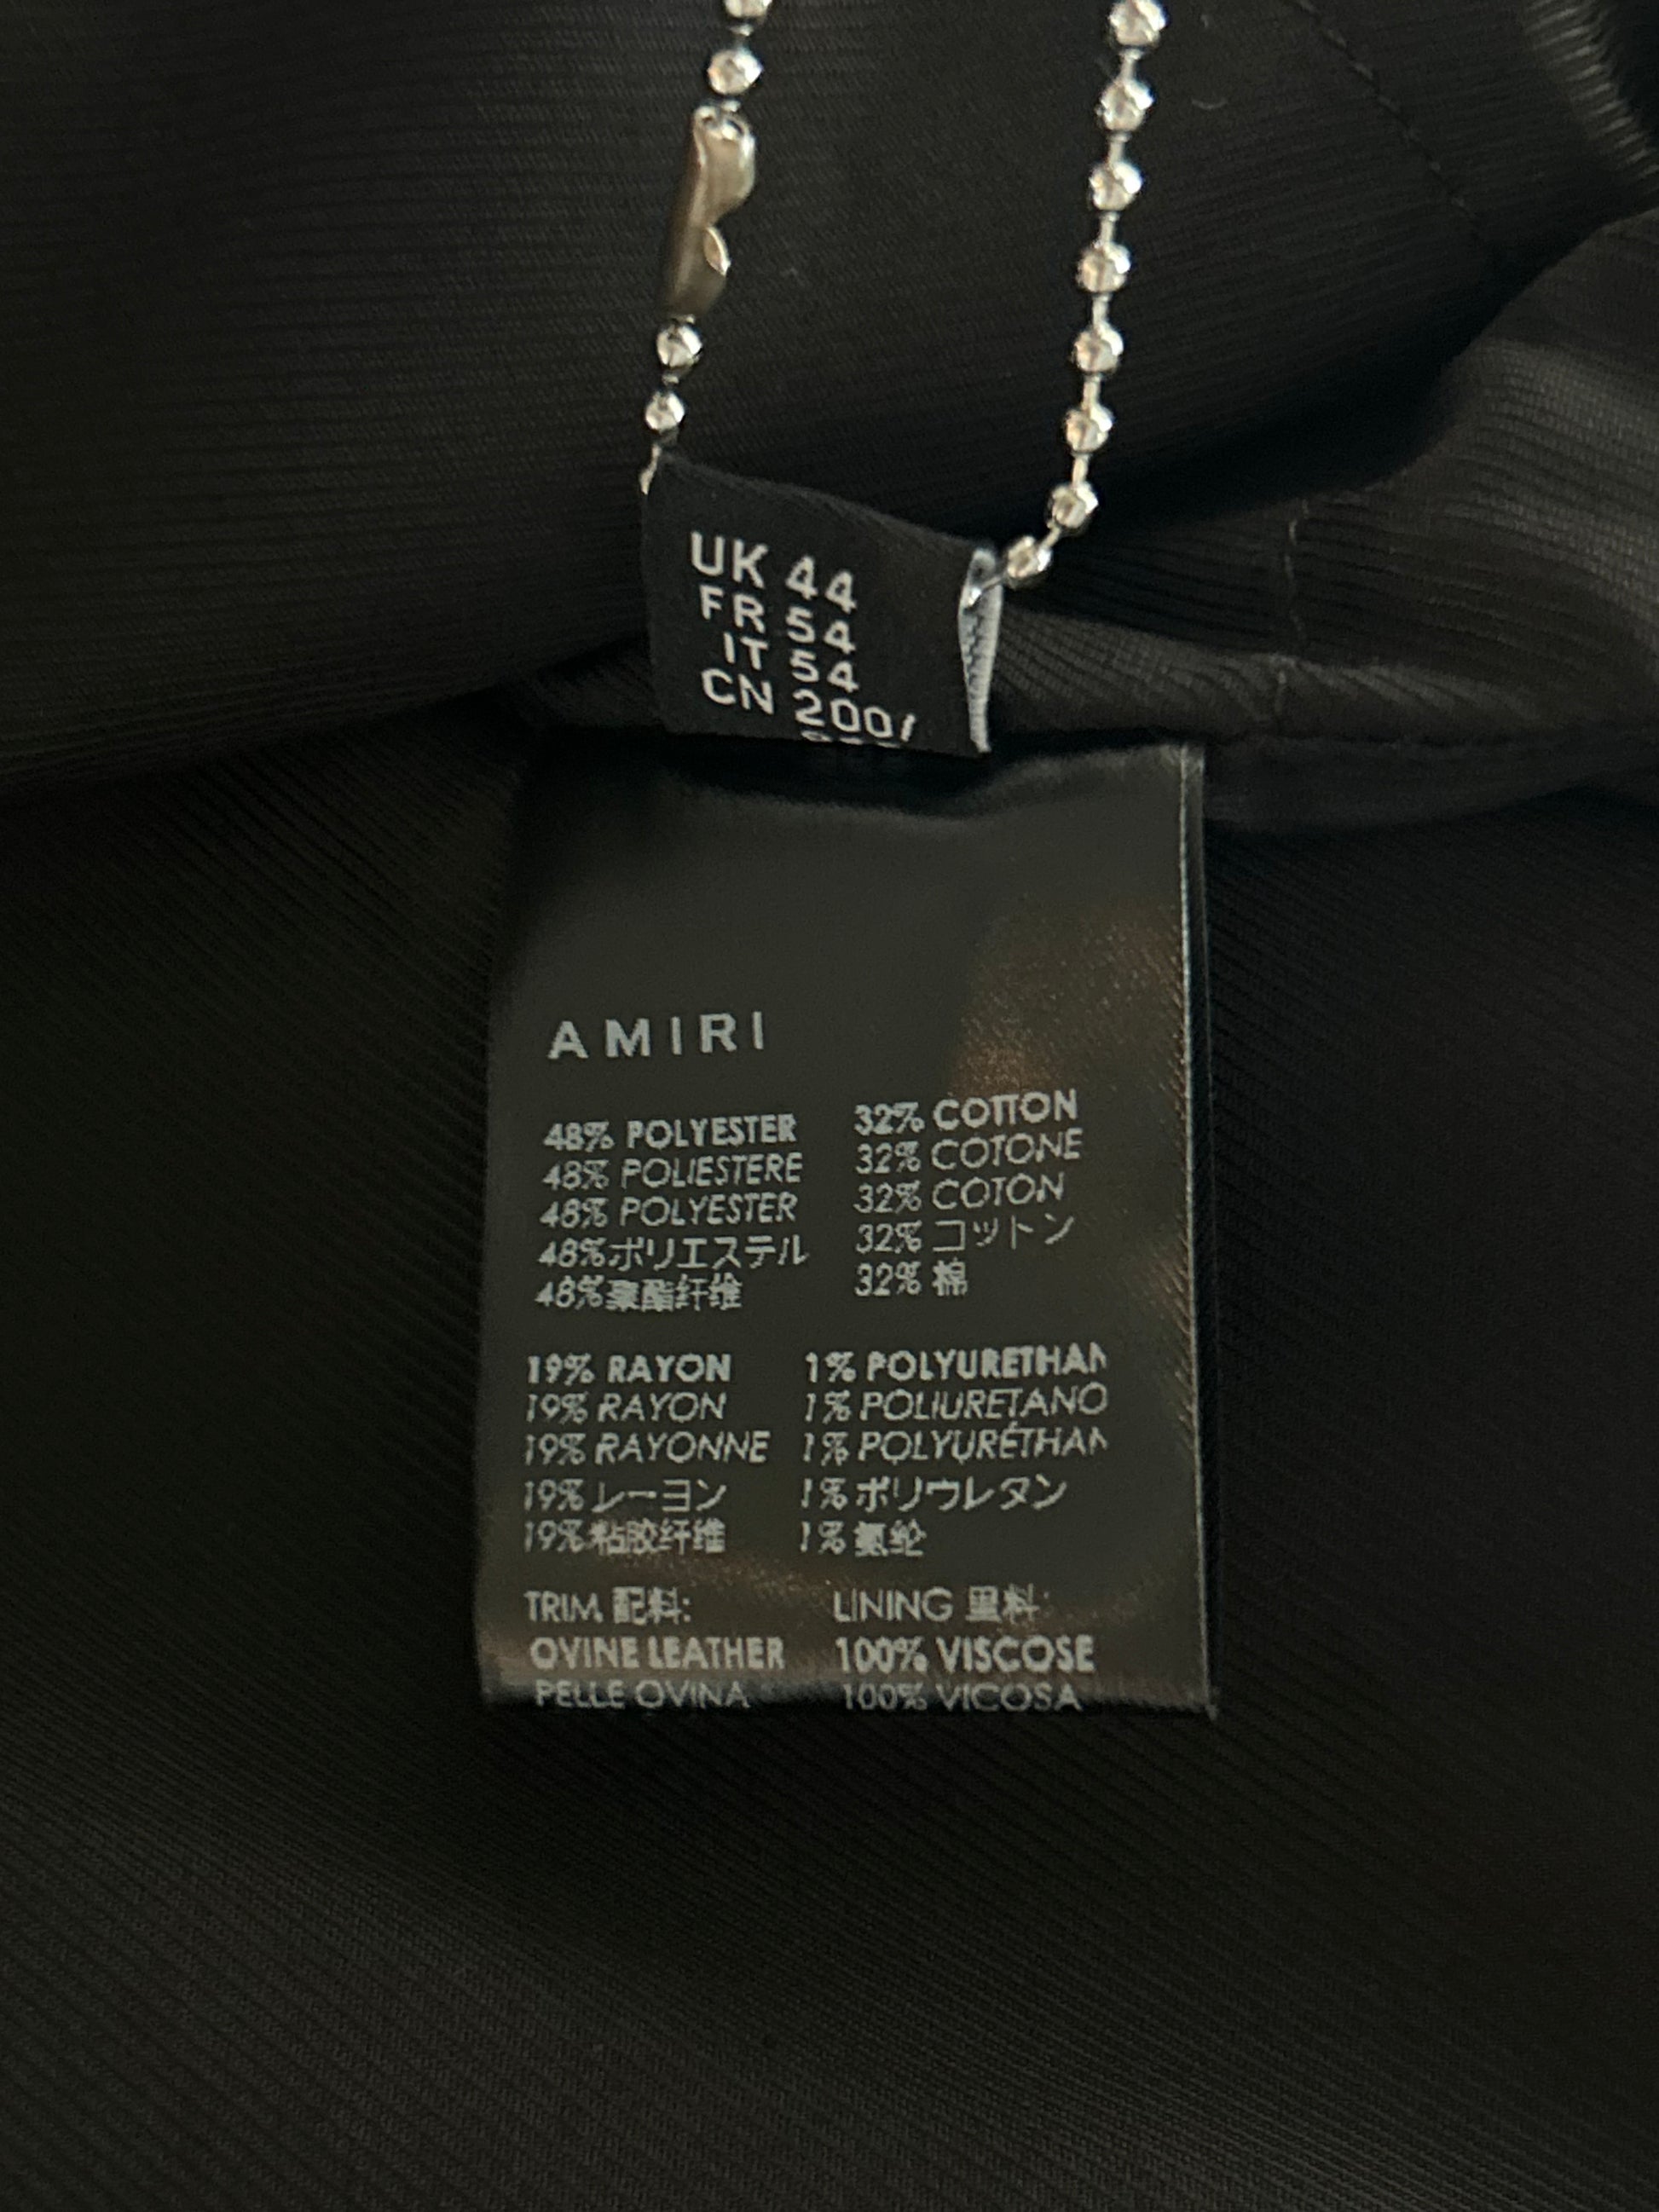 UK 44
FR 54
IT 54
CN 200/
AMIRI
48% POLYESTER
48% POLIESTERE
48% POLYESTER
48%ポリエステル
48%聚酯纤维
32% COTTON
32% COTONE
32% COTON
32% コットン
32% 棉
19% RAYON
19% RAYON
19% RAYONNE
19% レーヨン
19%粘胶纤维
1% POLYURETHAN
1% POLIURETANO
1% POLYURÉTHAN
1% ポリウレタン
1% 氨纶
TRIM 配料:
OVINE LEATHER
PELLE OVINA
LINING 里料:
100% VISCOSE
100% VICOSA